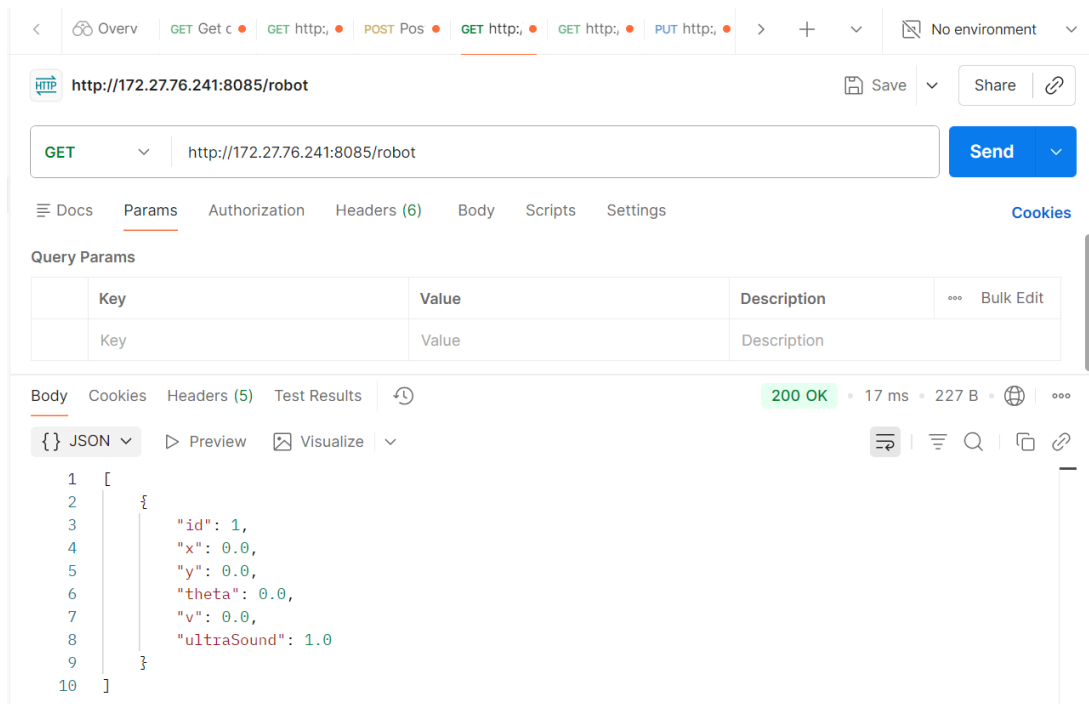 Overv GET Get c GET http:, POST Pos GET http:, GET http:, PUT http:, No environment
HTTP http://172.27.76.241:8085/robot Save Share
GET http://172.27.76.241:8085/robot Send
Docs Params Authorization Headers (6) Body Scripts Settings Cookies
Query Params
Key Value Description Bulk Edit
Key Value Description
Body Cookies Headers (5) Test Results 200 OK 17 ms 227 B
{} JSON Preview Visualize
1 [
2 {
3 "id": 1,
4 "x": 0.0,
5 "y": 0.0,
6 "theta": 0.0,
7 "v": 0.0,
8 "ultraSound": 1.0
9 }
10 ]